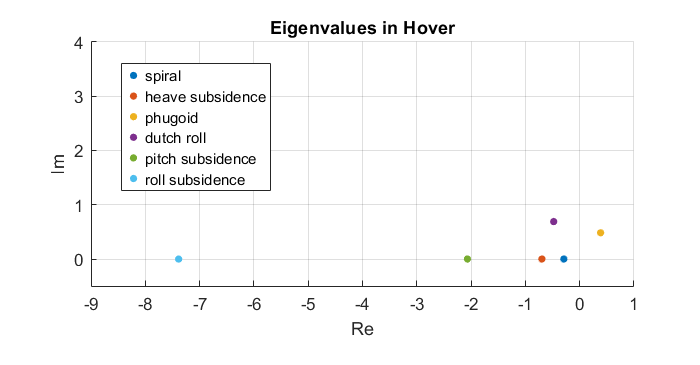 Eigenvalues in Hover
4
3
2
1
0
Im
spiral
heave subsidence
phugoid
dutch roll
pitch subsidence
roll subsidence
-9 -8 -7 -6 -5 -4 -3 -2 -1 0 1
Re